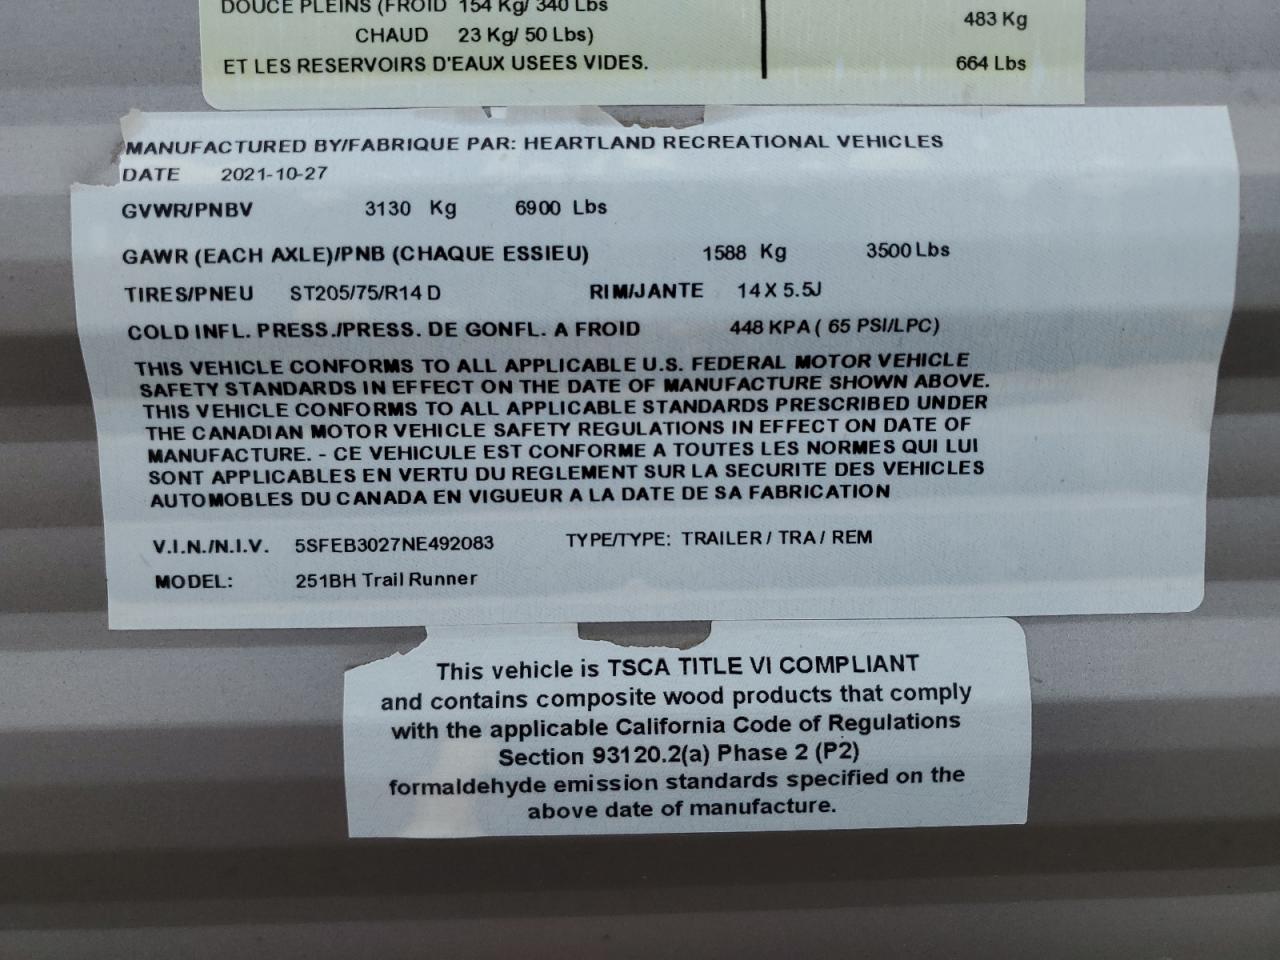 DOUCE PLEINS (FROID 154 Kg/ 340 Lbs
CHAUD 23 Kg/ 50 Lbs)
ET LES RESERVOIRS D'EAUX USEES VIDES.
483 Kg
664 Lbs
MANUFACTURED BY/FABRIQUE PAR: HEARTLAND RECREATIONAL VEHICLES
DATE 2021-10-27
GVWR/PNBV 3130 Kg 6900 Lbs
GAWR (EACH AXLE)/PNB (CHAQUE ESSIEU) 1588 Kg 3500 Lbs
TIRES/PNEU ST205/75/R14 D RIM/JANTE 14 X 5.5J
COLD INFL. PRESS./PRESS. DE GONFL. A FROID 448 KPA ( 65 PSI/LPC)
THIS VEHICLE CONFORMS TO ALL APPLICABLE U.S. FEDERAL MOTOR VEHICLE
SAFETY STANDARDS IN EFFECT ON THE DATE OF MANUFACTURE SHOWN ABOVE.
THIS VEHICLE CONFORMS TO ALL APPLICABLE STANDARDS PRESCRIBED UNDER
THE CANADIAN MOTOR VEHICLE SAFETY REGULATIONS IN EFFECT ON DATE OF
MANUFACTURE. - CE VEHICULE EST CONFORME A TOUTES LES NORMES QUI LUI
SONT APPLICABLES EN VERTU DU REGLEMENT SUR LA SECURITE DES VEHICLES
AUTOMOBLES DU CANADA EN VIGUEUR A LA DATE DE SA FABRICATION
V.I.N./N.I.V. 5SFEB3027NE492083 TYPE/TYPE: TRAILER / TRA / REM
MODEL: 251BH Trail Runner
This vehicle is TSCA TITLE VI COMPLIANT
and contains composite wood products that comply
with the applicable California Code of Regulations
Section 93120.2(a) Phase 2 (P2)
formaldehyde emission standards specified on the
above date of manufacture.